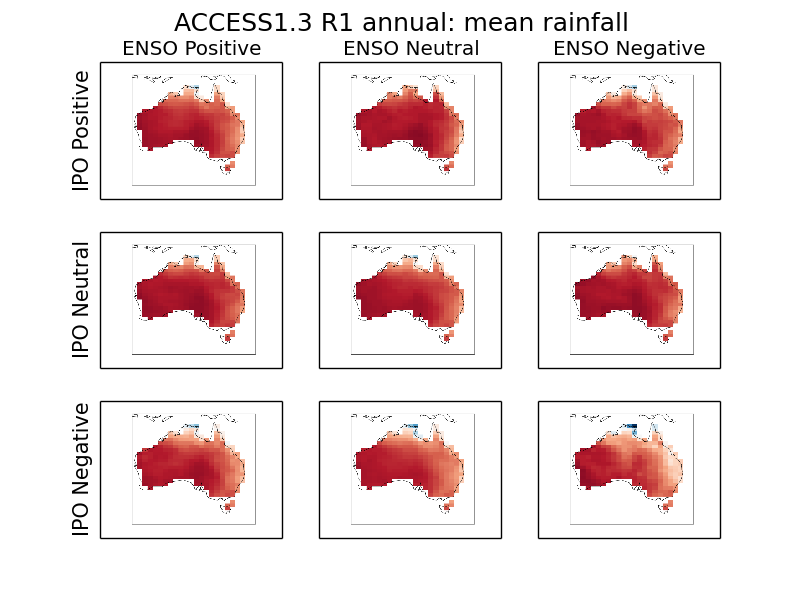 ACCESS1.3 R1 annual: mean rainfall
ENSO Positive
ENSO Neutral
ENSO Negative
IPO Positive
IPO Neutral
IPO Negative